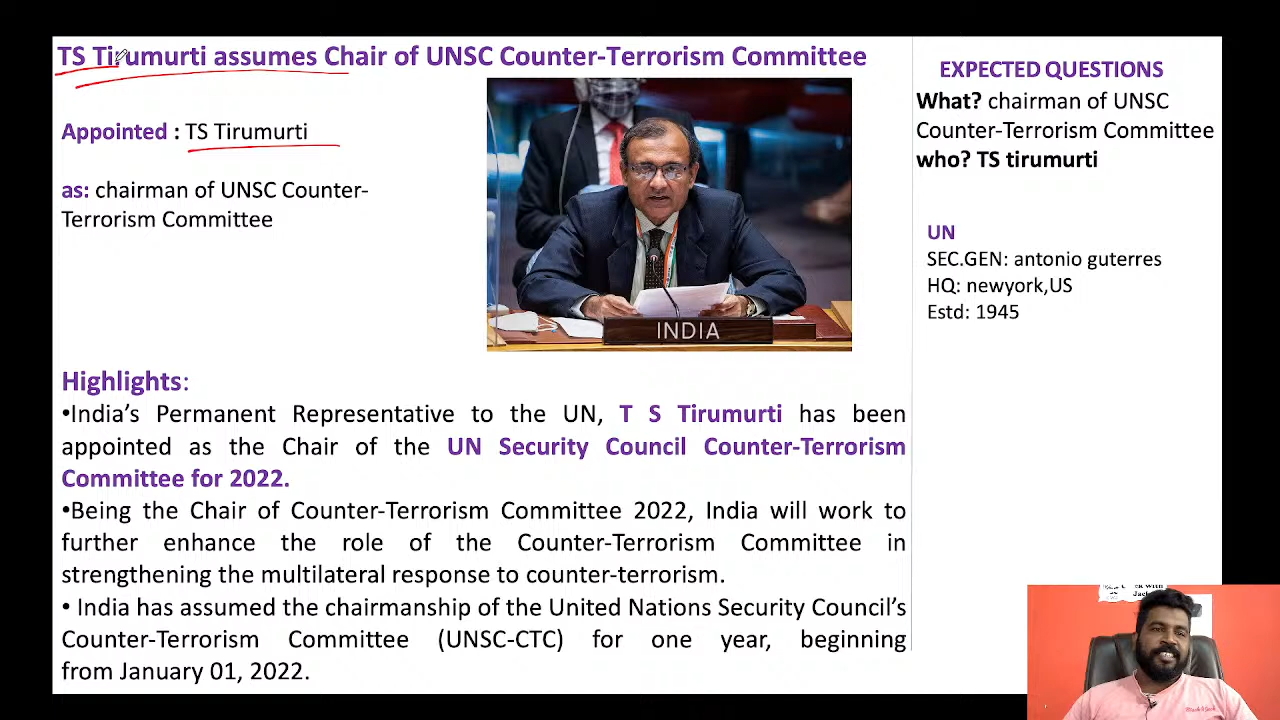 TS Tirumurti assumes Chair of UNSC Counter-Terrorism Committee
Appointed : TS Tirumurti
as: chairman of UNSC Counter-
Terrorism Committee
INDIA
Highlights:
•India’s Permanent Representative to the UN, T S Tirumurti has been
appointed as the Chair of the UN Security Council Counter-Terrorism
Committee for 2022.
•Being the Chair of Counter-Terrorism Committee 2022, India will work to
further enhance the role of the Counter-Terrorism Committee in
strengthening the multilateral response to counter-terrorism.
• India has assumed the chairmanship of the United Nations Security Council’s
Counter-Terrorism Committee (UNSC-CTC) for one year, beginning
from January 01, 2022.
EXPECTED QUESTIONS
What? chairman of UNSC
Counter-Terrorism Committee
who? TS tirumurti
UN
SEC.GEN: antonio guterres
HQ: newyork,US
Estd: 1945